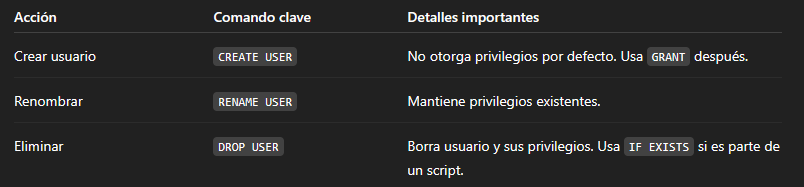 Acción Comando clave Detalles importantes
Crear usuario CREATE USER No otorga privilegios por defecto. Usa GRANT después.
Renombrar RENAME USER Mantiene privilegios existentes.
Eliminar DROP USER Borra usuario y sus privilegios. Usa IF EXISTS si es parte de
un script.